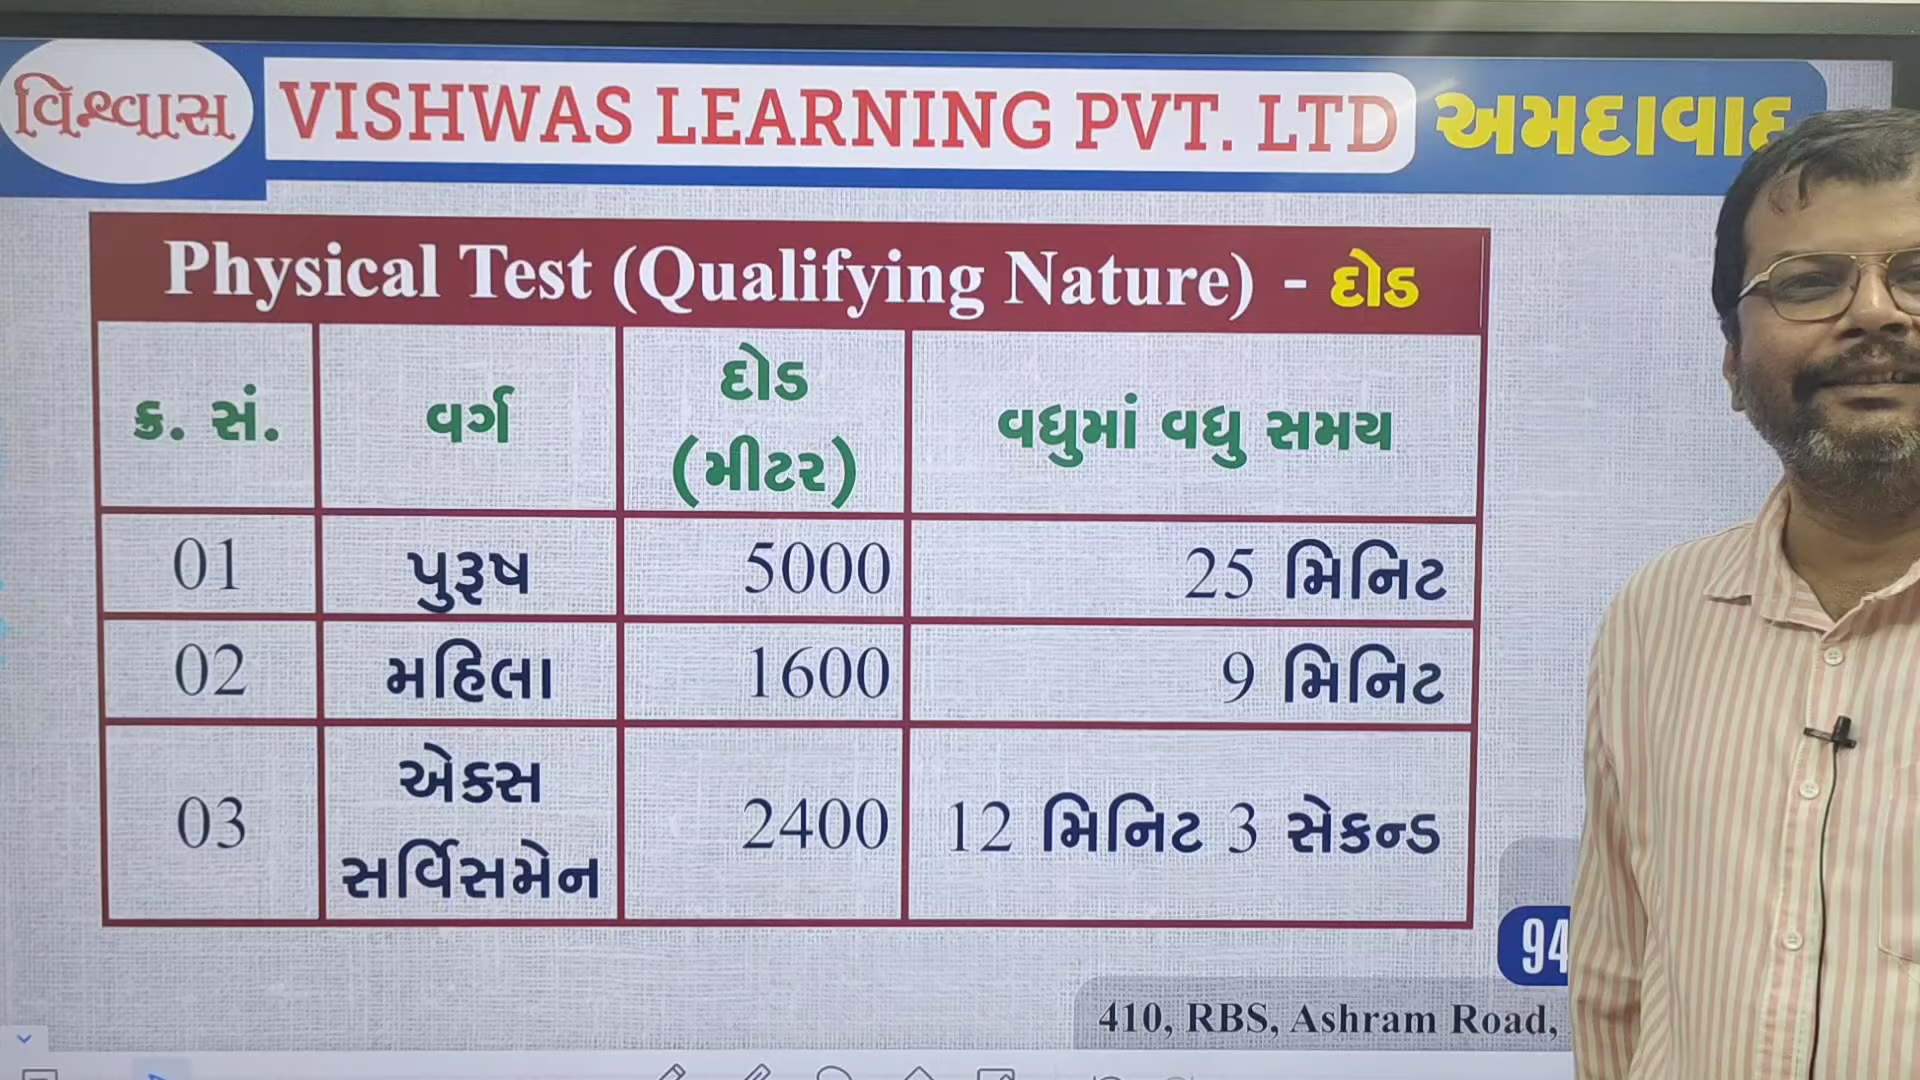 વિશ્વાસ
VISHWAS LEARNING PVT. LTD
અમદાવાદ
Physical Test (Qualifying Nature) - દોડ
ક્ર. સં. વર્ગ દોડ (મીટર) વધુમાં વધુ સમય
01 પુરૂષ 5000 25 મિનિટ
02 મહિલા 1600 9 મિનિટ
03 એક્સ સર્વિસમેન 2400 12 મિનિટ 3 સેકન્ડ
94
410, RBS, Ashram Road,